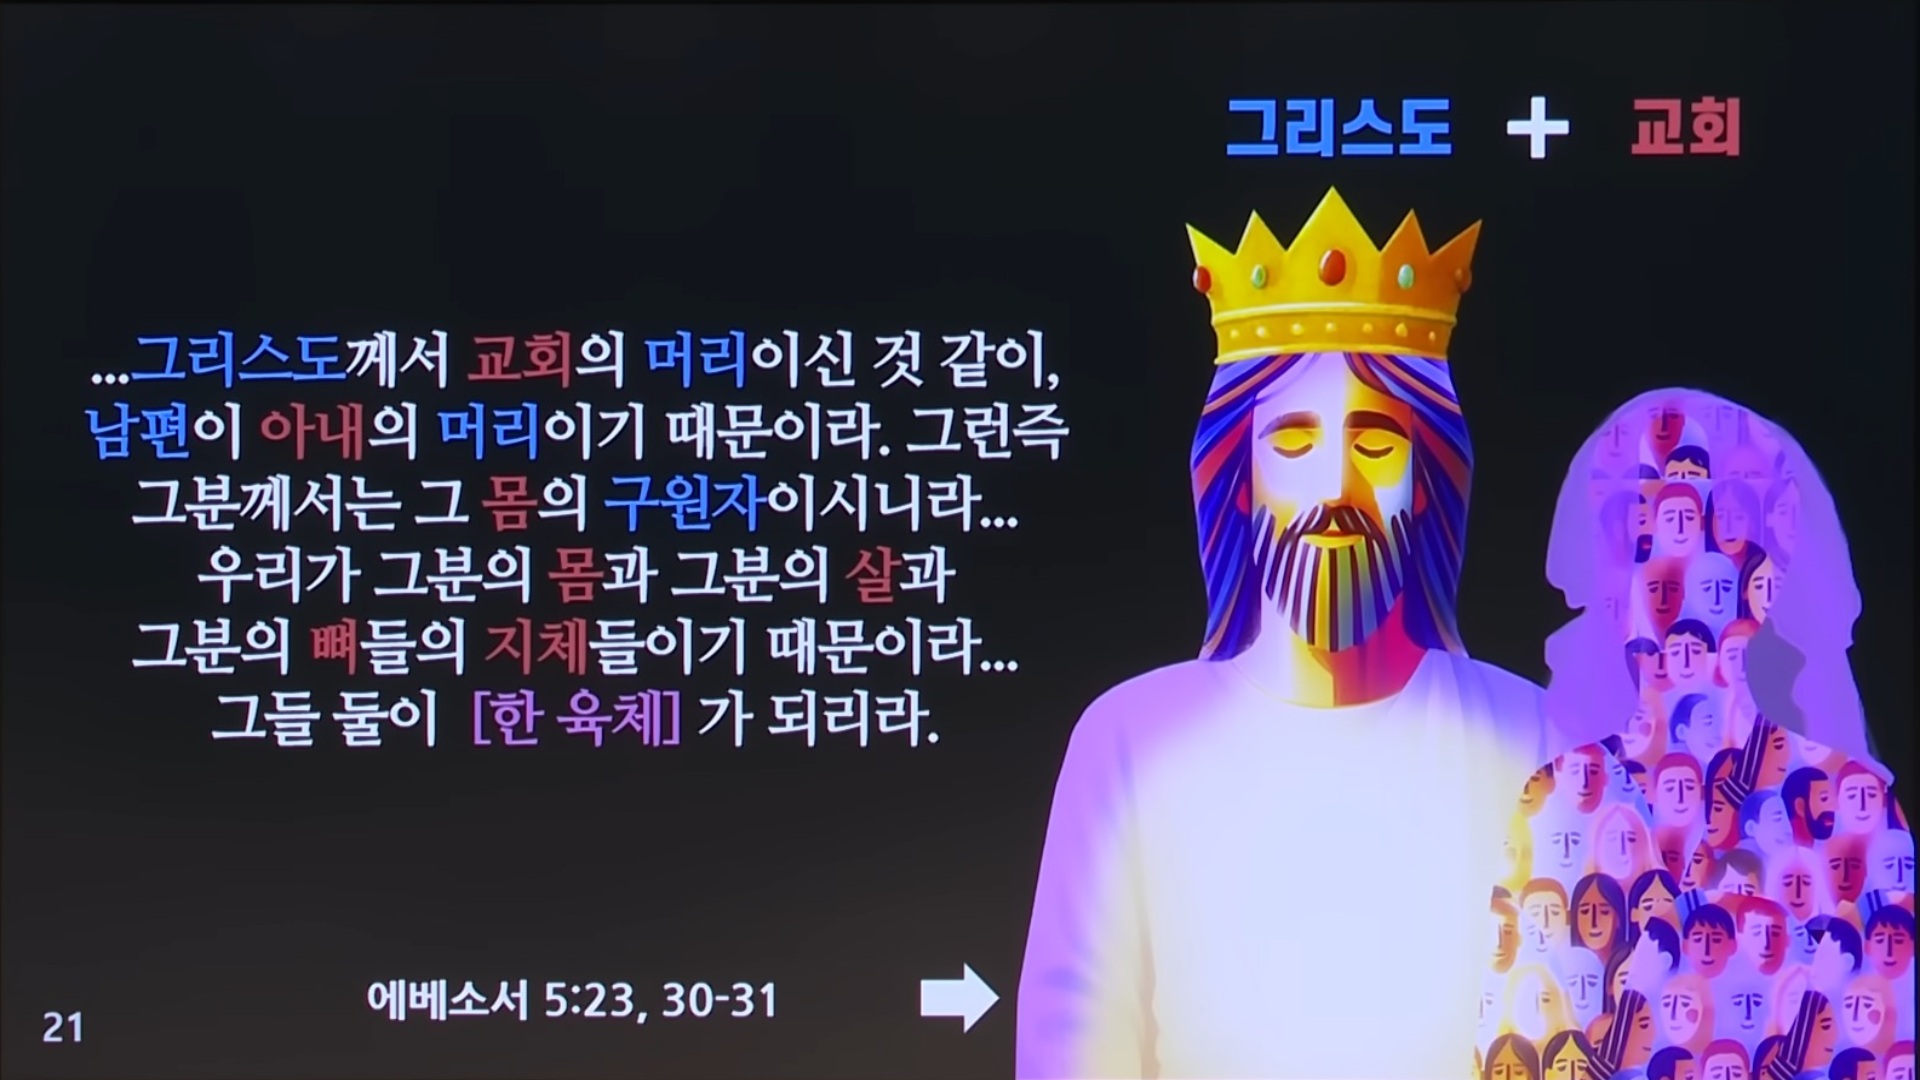 그리스도 + 교회
...그리스도께서 교회의 머리이신 것 같이,
남편이 아내의 머리이기 때문이라. 그런즉
그분께서는 그 몸의 구원자이시니라...
우리가 그분의 몸과 그분의 살과
그분의 뼈들의 지체들이기 때문이라...
그들 둘이 [한 육체] 가 되리라.
에베소서 5:23, 30-31
21